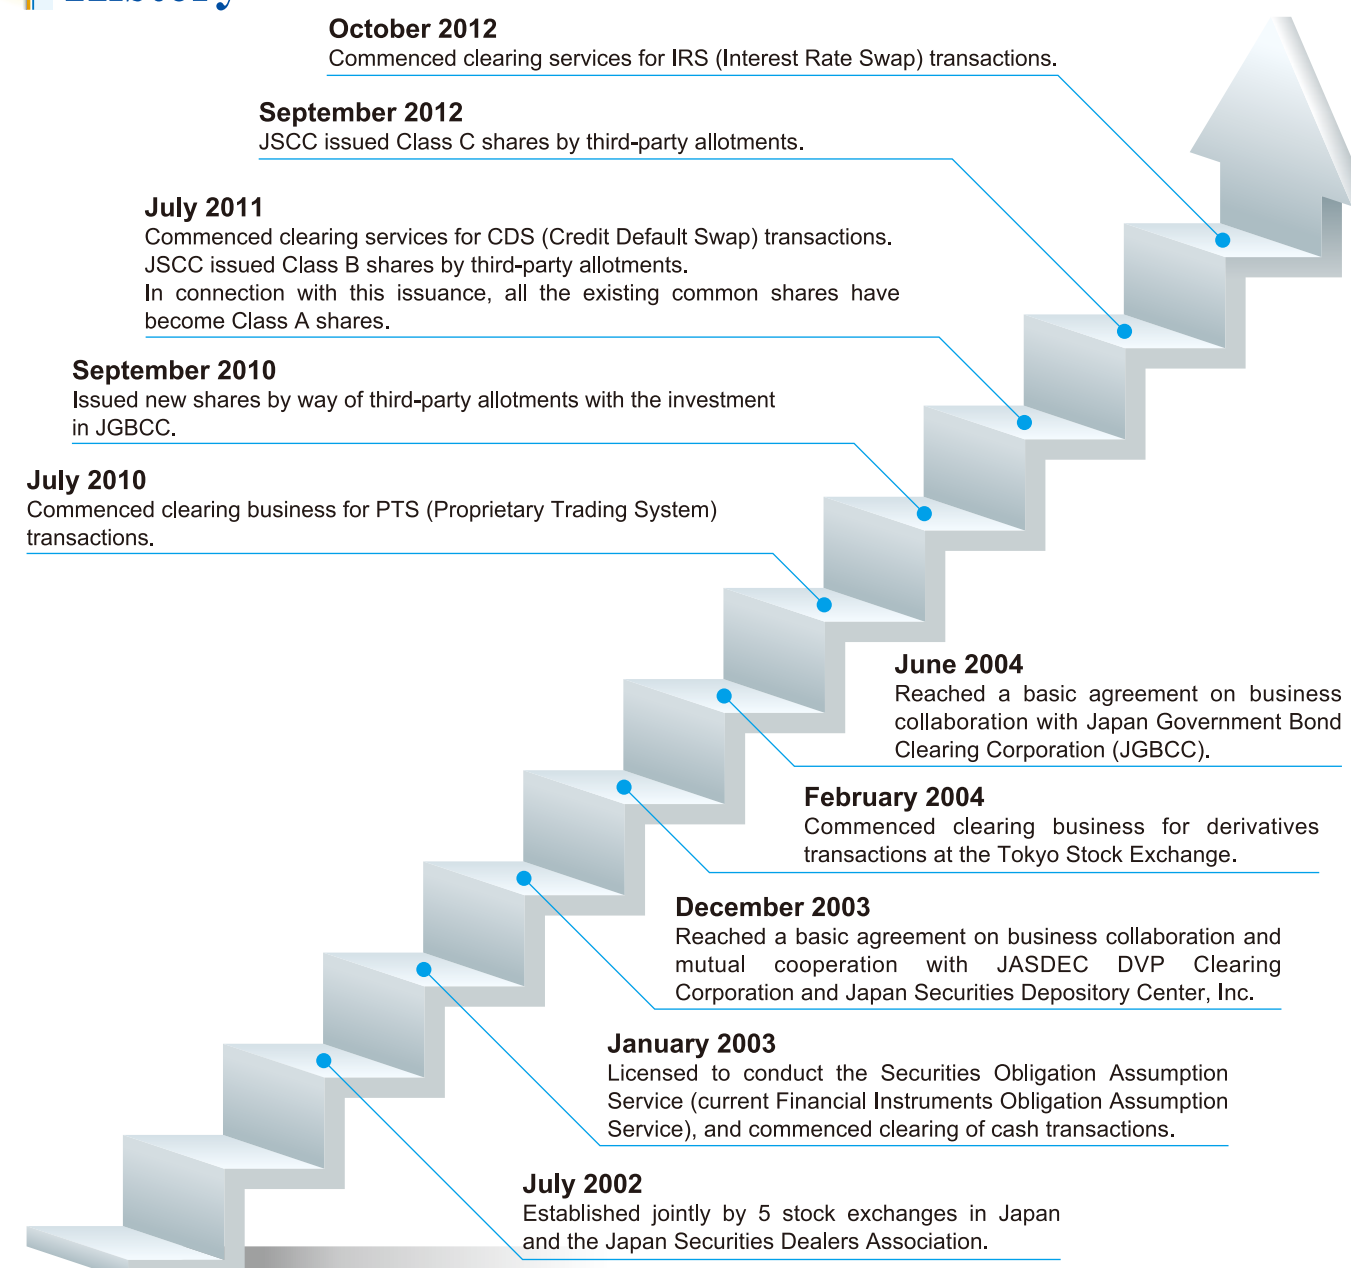 October 2012
Commenced clearing services for IRS (Interest Rate Swap) transactions.
September 2012
JSCC issued Class C shares by third-party allotments.
July 2011
Commenced clearing services for CDS (Credit Default Swap) transactions.
JSCC issued Class B shares by third-party allotments.
In connection with this issuance, all the existing common shares have
become Class A shares.
September 2010
Issued new shares by way of third-party allotments with the investment
in JGBCC.
July 2010
Commenced clearing business for PTS (Proprietary Trading System)
transactions.
June 2004
Reached a basic agreement on business
collaboration with Japan Government Bond
Clearing Corporation (JGBCC).
February 2004
Commenced clearing business for derivatives
transactions at the Tokyo Stock Exchange.
December 2003
Reached a basic agreement on business collaboration and
mutual cooperation with JASDEC DVP Clearing
Corporation and Japan Securities Depository Center, Inc.
January 2003
Licensed to conduct the Securities Obligation Assumption
Service (current Financial Instruments Obligation Assumption
Service), and commenced clearing of cash transactions.
July 2002
Established jointly by 5 stock exchanges in Japan
and the Japan Securities Dealers Association.